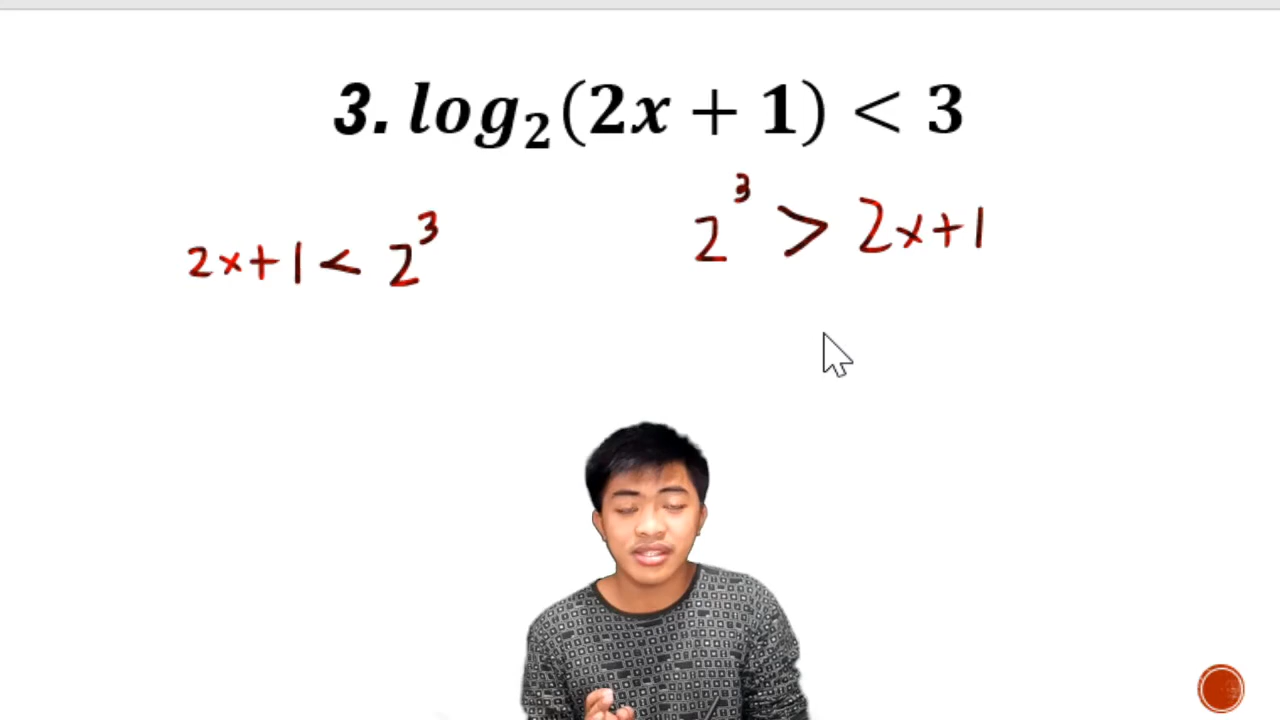 3. log₂(2x + 1) < 3
2x+1 < 2³
2³ > 2x+1